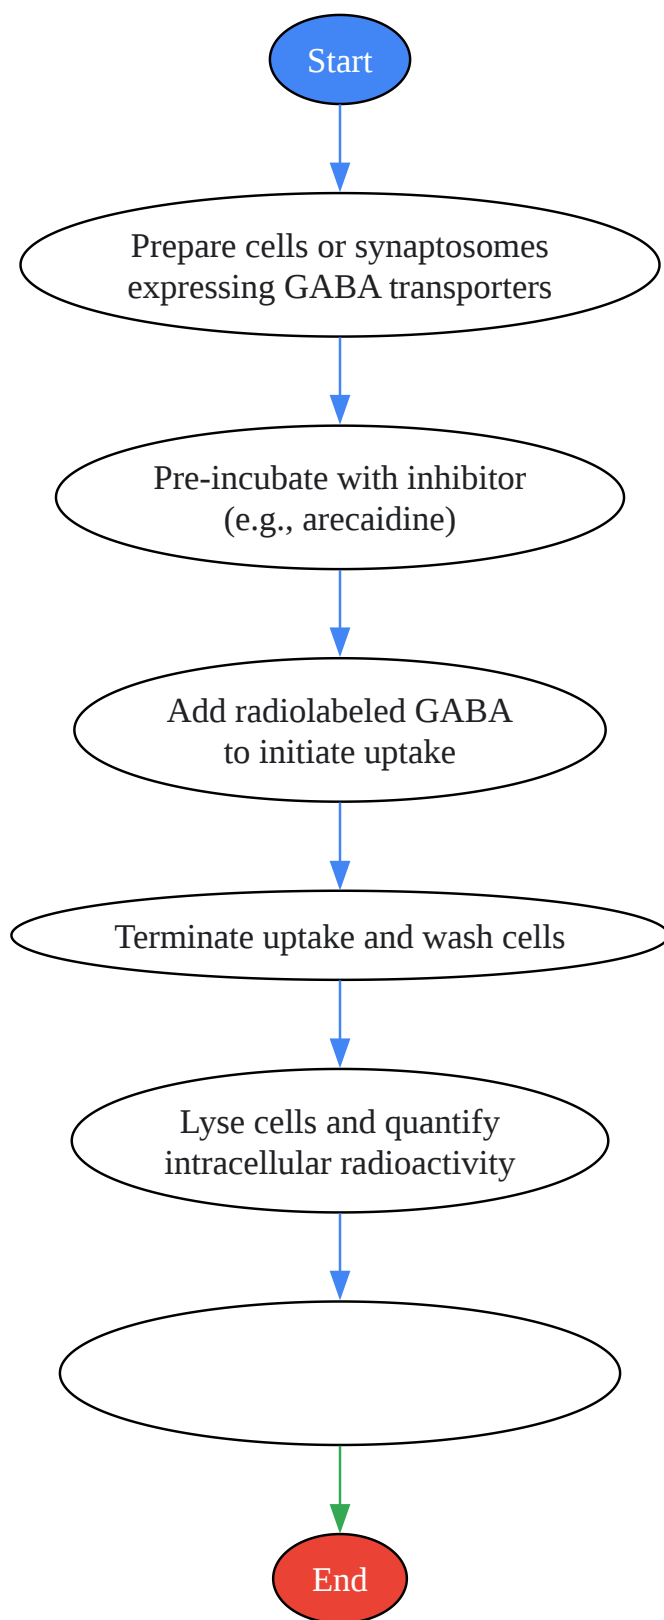 Start
Prepare cells or synaptosomes
expressing GABA transporters
Pre-incubate with inhibitor
(e.g., arecaidine)
Add radiolabeled GABA
to initiate uptake
Terminate uptake and wash cells
Lyse cells and quantify
intracellular radioactivity
End